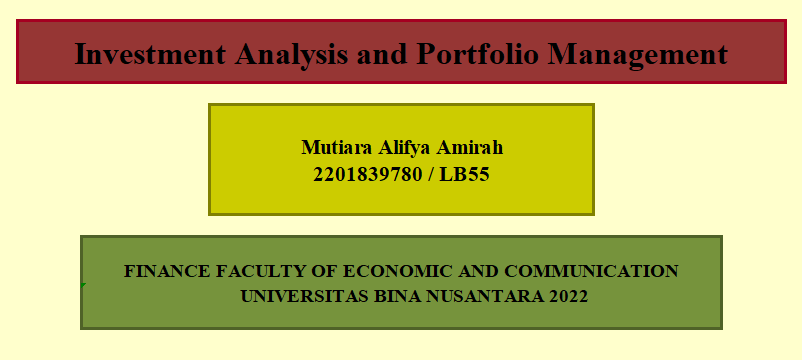 Investment Analysis and Portfolio Management
Mutiara Alifya Amirah
2201839780 / LB55
FINANCE FACULTY OF ECONOMIC AND COMMUNICATION
UNIVERSITAS BINA NUSANTARA 2022